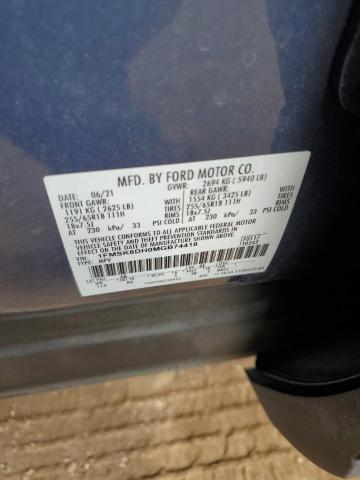 MFD. BY FORD MOTOR CO.
DATE: 06/21 GVWR: 2694 KG ( 5940 LB)
FRONT GAWR: REAR GAWR:
1191 KG ( 2625 LB) 1554 KG ( 3425 LB)
255/65R18 111H TIRES 255/65R18 111H TIRES
18x7.5J RIMS 18x7.5J RIMS
AT 230 kPa/ 33 PSI COLD AT 230 kPa/ 33 PSI COLD
THIS VEHICLE CONFORMS TO ALL APPLICABLE FEDERAL MOTOR VEHICLE
SAFETY AND THEFT PREVENTION STANDARDS IN EFFECT ON THE DATE OF
MANUFACTURE SHOWN ABOVE.
VIN: 1FMSK8DH0MGB74418
TYPE: MPV